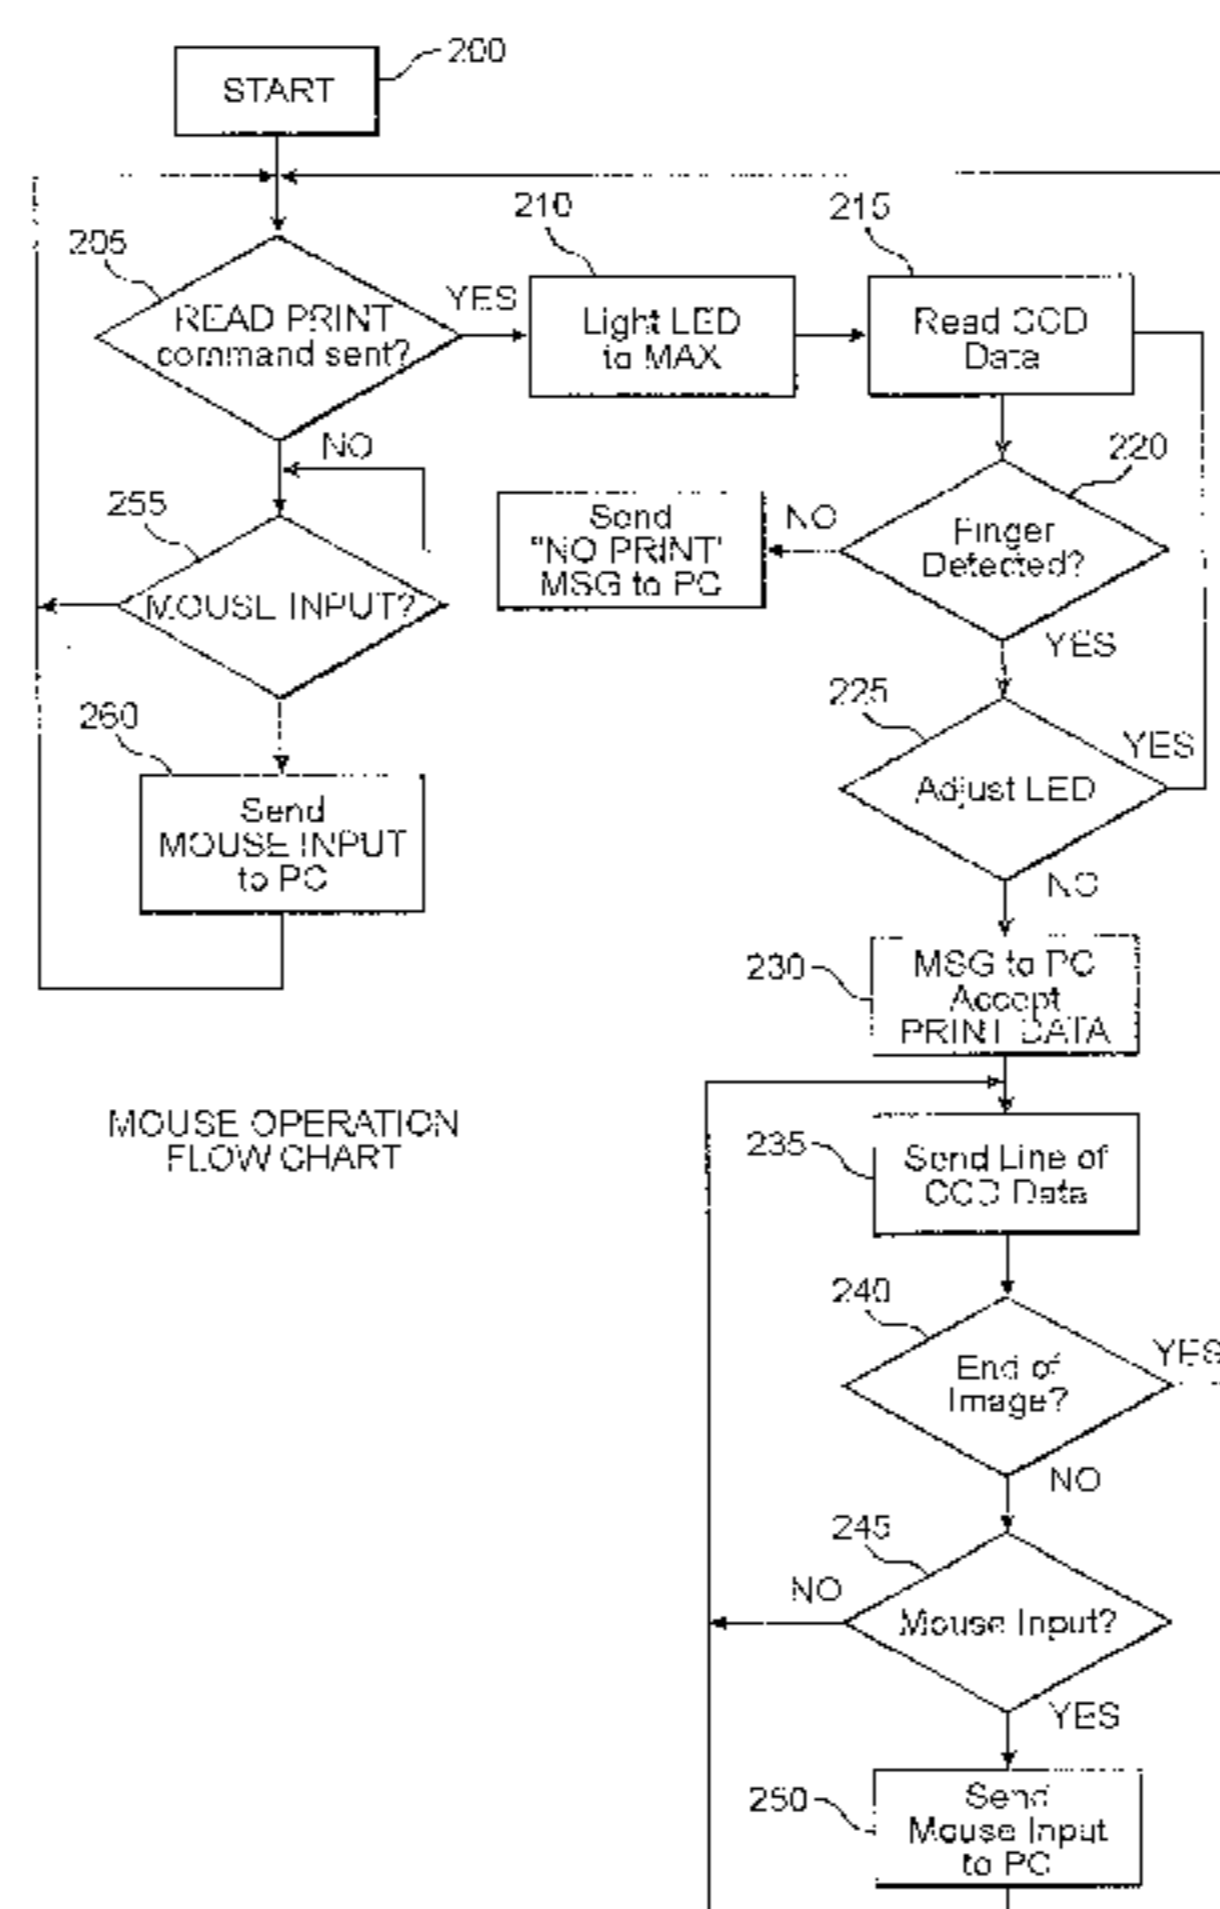 200
START
210
215
205
YES
READ PRINT
command sent?
Light LED
to MAX
Read CCD
Data
NO
220
255
Send
"NO PRINT'
MSG to PC
NO
Finger
Detected?
MOUSE INPUT?
YES
225
260
YES
Adjust LED
Send
MOUSE INPUT
to PC
NO
230
MSG to PC
Accept
PRINT DATA
MOUSE OPERATION
FLOW CHART
235
Send Line of
CCD Data
240
YES
End of
Image?
NO
245
NO
Mouse Input?
YES
250
Send
Mouse Input
to PC